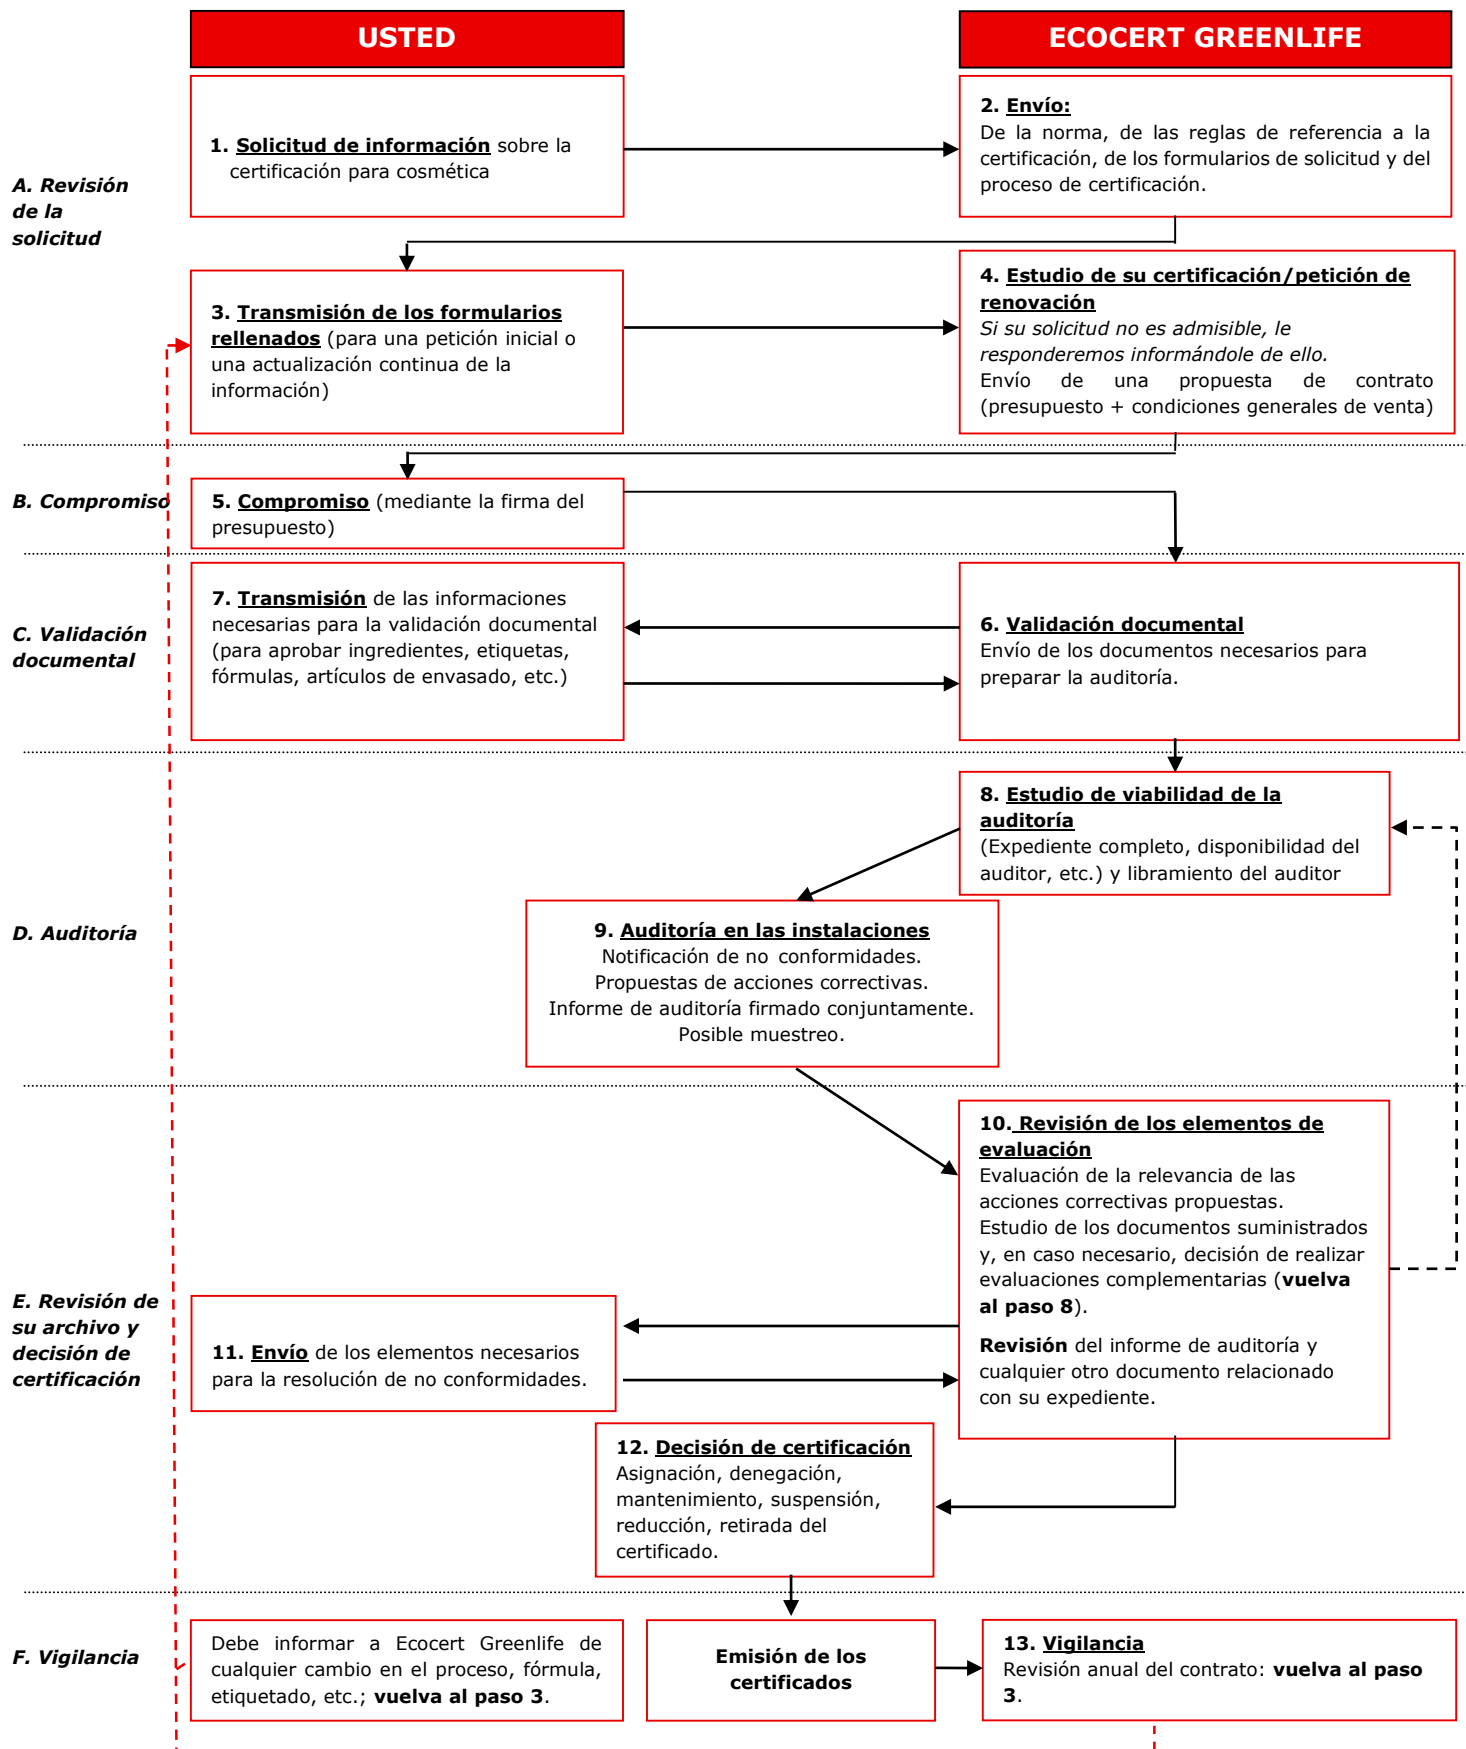 USTED
ECOCERT GREENLIFE
A. Revisión
de la
solicitud
1. Solicitud de información sobre la
certificación para cosmética
2. Envío:
De la norma, de las reglas de referencia a la
certificación, de los formularios de solicitud y del
proceso de certificación.
3. Transmisión de los formularios
rellenados (para una petición inicial o
una actualización continua de la
información)
4. Estudio de su certificación/petición de
renovación
Si su solicitud no es admisible, le
responderemos informándole de ello.
Envío de una propuesta de contrato
(presupuesto + condiciones generales de venta)
B. Compromiso
5. Compromiso (mediante la firma del
presupuesto)
C. Validación
documental
7. Transmisión de las informaciones
necesarias para la validación documental
(para aprobar ingredientes, etiquetas,
fórmulas, artículos de envasado, etc.)
6. Validación documental
Envío de los documentos necesarios para
preparar la auditoría.
D. Auditoría
8. Estudio de viabilidad de la
auditoría
(Expediente completo, disponibilidad del
auditor, etc.) y libramiento del auditor
9. Auditoría en las instalaciones
Notificación de no conformidades.
Propuestas de acciones correctivas.
Informe de auditoría firmado conjuntamente.
Posible muestreo.
E. Revisión de
su archivo y
decisión de
certificación
10. Revisión de los elementos de
evaluación
Evaluación de la relevancia de las
acciones correctivas propuestas.
Estudio de los documentos suministrados
y, en caso necesario, decisión de realizar
evaluaciones complementarias (vuelva
al paso 8).
Revisión del informe de auditoría y
cualquier otro documento relacionado
con su expediente.
11. Envío de los elementos necesarios
para la resolución de no conformidades.
12. Decisión de certificación
Asignación, denegación,
mantenimiento, suspensión,
reducción, retirada del
certificado.
F. Vigilancia
Debe informar a Ecocert Greenlife de
cualquier cambio en el proceso, fórmula,
etiquetado, etc.; vuelva al paso 3.
Emisión de los
certificados
13. Vigilancia
Revisión anual del contrato: vuelva al paso
3.